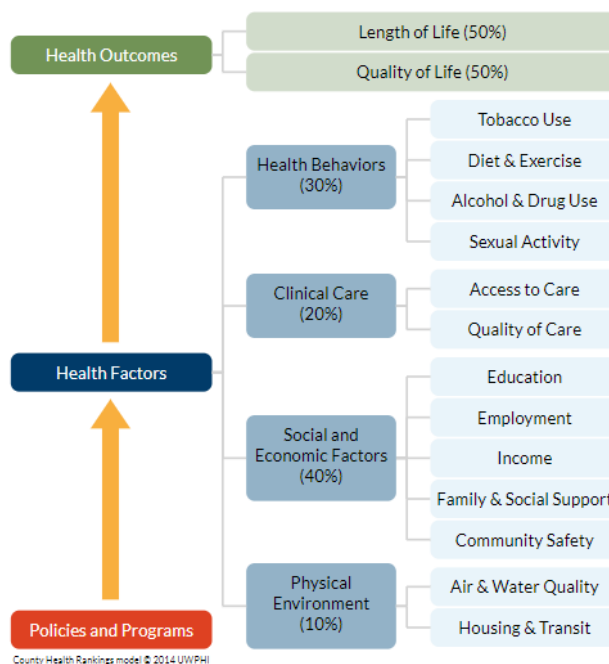 Health Outcomes
Length of Life (50%)
Quality of Life (50%)
Health Factors
Health Behaviors
(30%)
Tobacco Use
Diet & Exercise
Alcohol & Drug Use
Sexual Activity
Clinical Care
(20%)
Access to Care
Quality of Care
Social and
Economic Factors
(40%)
Education
Employment
Income
Family & Social Support
Community Safety
Physical
Environment
(10%)
Air & Water Quality
Housing & Transit
Policies and Programs
County Health Rankings model © 2014 UWPHI